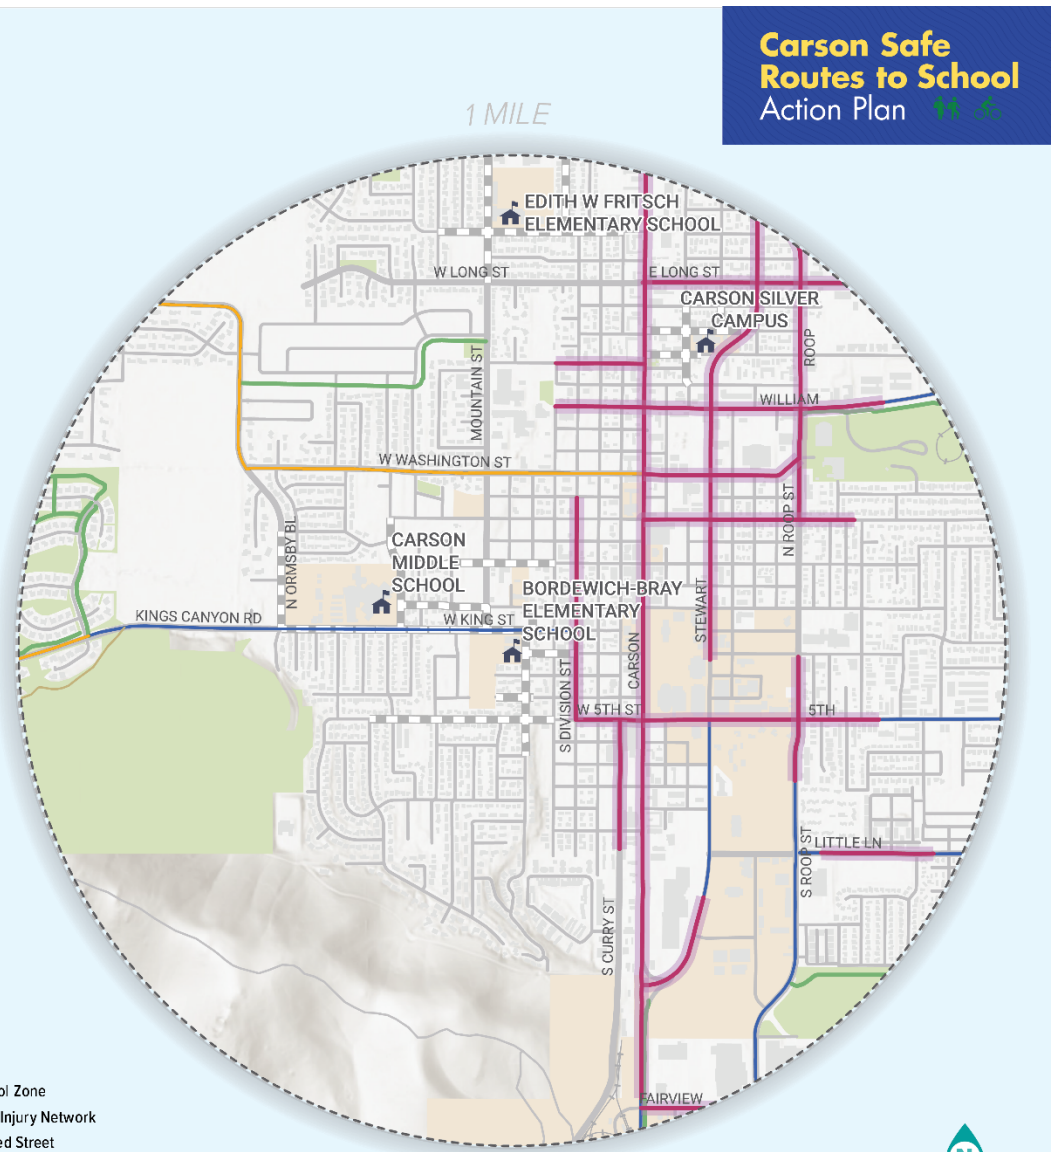 Carson Safe
Routes to School
Action Plan
1 MILE
EDITH W FRITSCH
ELEMENTARY SCHOOL
W LONG ST
E LONG ST
CARSON SILVER
CAMPUS
ROOP
MOUNTAIN ST
WILLIAM
W WASHINGTON ST
N ROOP ST
N ORMSBY BL
CARSON
MIDDLE
SCHOOL
BORDEWICH-BRAY
ELEMENTARY
SCHOOL
STEWART
KINGS CANYON RD
W KING ST
CARSON
S DIVISION ST
W 5TH ST
5TH
LITTLE LN
S ROOP ST
S CURRY ST
FAIRVIEW
ol Zone
Injury Network
ed Street
N